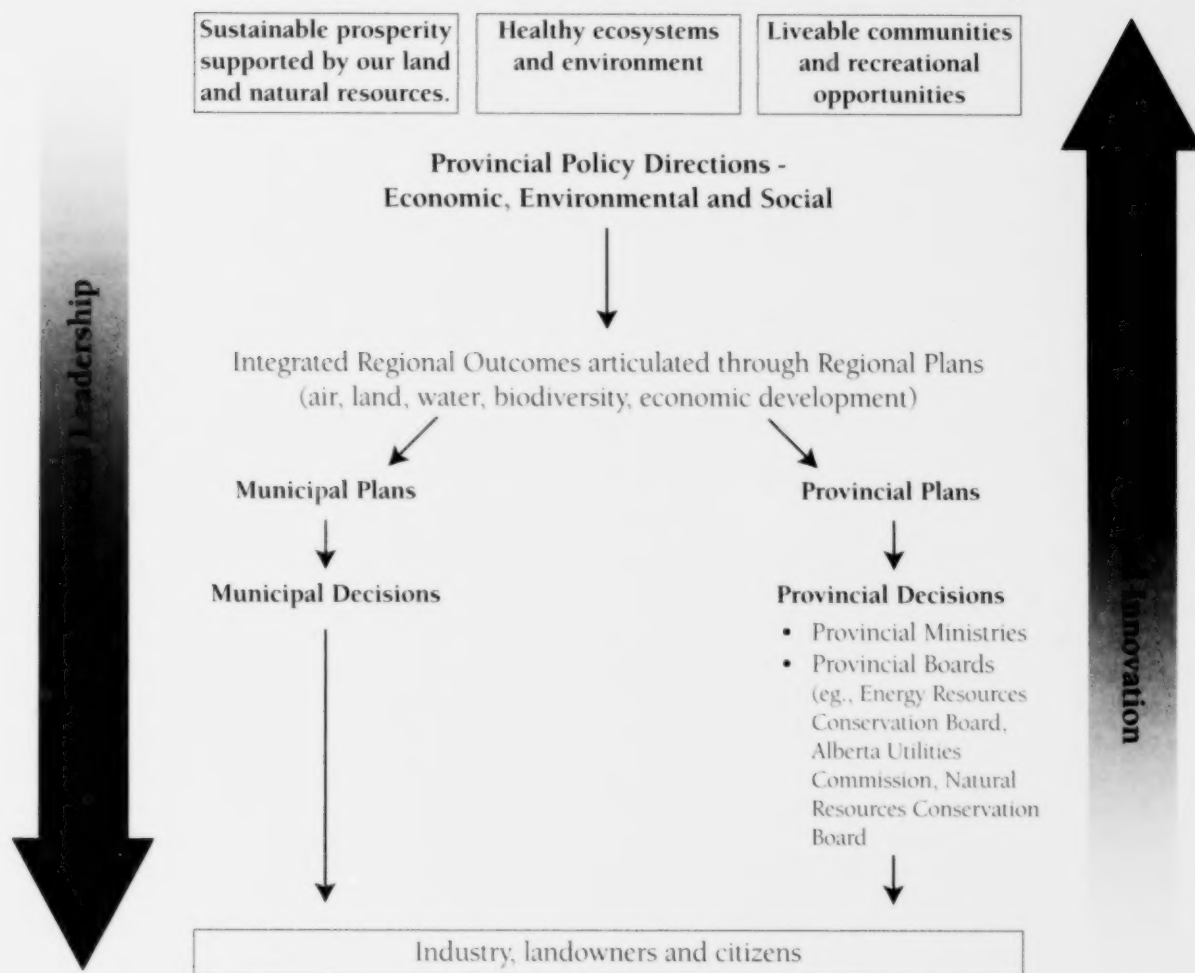 Sustainable prosperity
supported by our land
and natural resources.
Healthy ecosystems
and environment
Liveable communities
and recreational
opportunities
Provincial Policy Directions -
Economic, Environmental and Social
Integrated Regional Outcomes articulated through Regional Plans
(air, land, water, biodiversity, economic development)
Municipal Plans
Provincial Plans
Municipal Decisions
Provincial Decisions
• Provincial Ministries
• Provincial Boards
(eg., Energy Resources
Conservation Board,
Alberta Utilities
Commission, Natural
Resources Conservation
Board
Industry, landowners and citizens
Leadership
Innovation